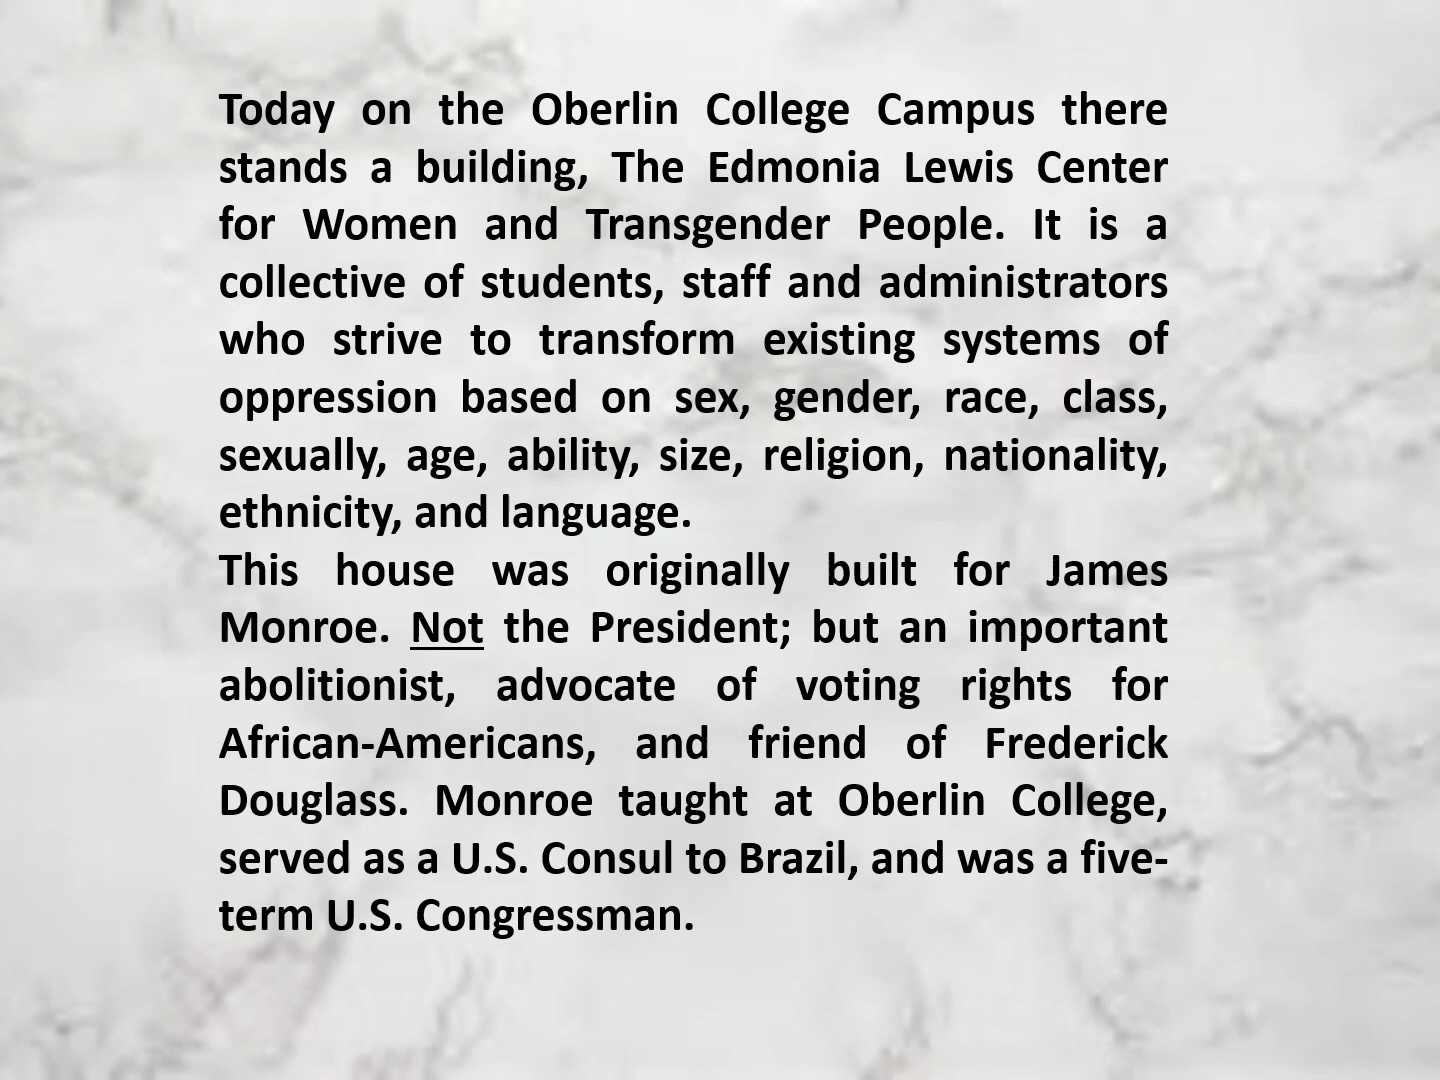 Today on the Oberlin College Campus there
stands a building, The Edmonia Lewis Center
for Women and Transgender People. It is a
collective of students, staff and administrators
who strive to transform existing systems of
oppression based on sex, gender, race, class,
sexually, age, ability, size, religion, nationality,
ethnicity, and language.
This house was originally built for James
Monroe. Not the President; but an important
abolitionist, advocate of voting rights for
African-Americans, and friend of Frederick
Douglass. Monroe taught at Oberlin College,
served as a U.S. Consul to Brazil, and was a five-
term U.S. Congressman.